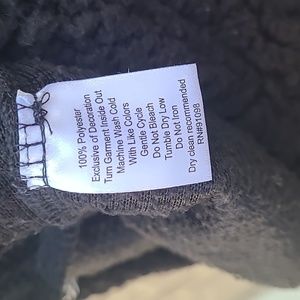 100% Polyester
Exclusive of Decoration
Turn Garment Inside Out
Machine Wash Cold
With Like Colors
Gentle Cycle
Do Not Bleach
Tumble Dry Low
Do Not Iron
Dry clean recommended
RN#91098